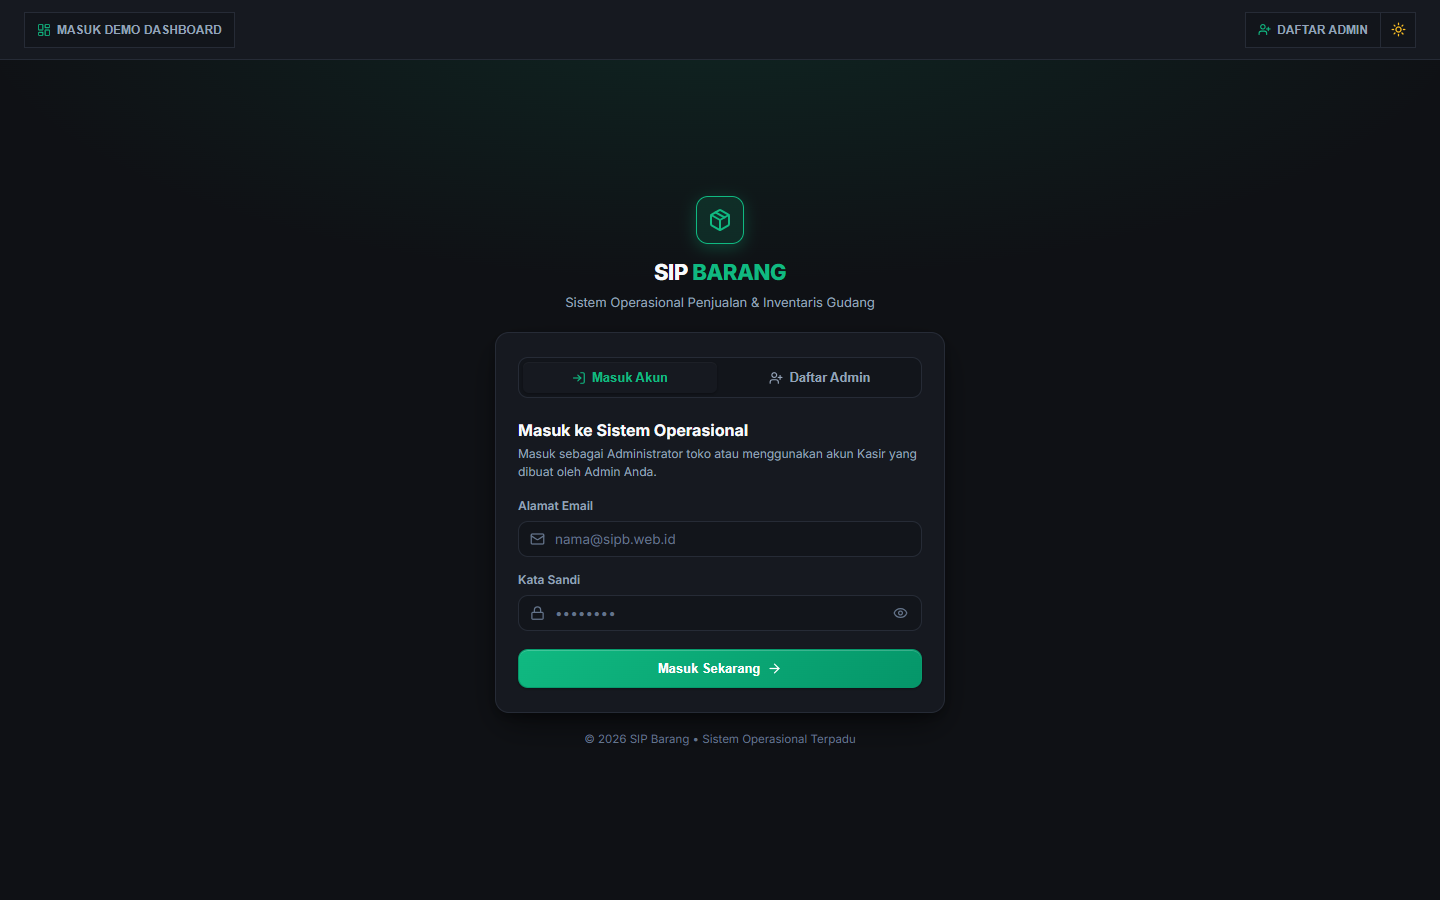 MASUK DEMO DASHBOARD
DAFTAR ADMIN
SIP BARANG
Sistem Operasional Penjualan & Inventaris Gudang
Masuk Akun
Daftar Admin
Masuk ke Sistem Operasional
Masuk sebagai Administrator toko atau menggunakan akun Kasir yang
dibuat oleh Admin Anda.
Alamat Email
nama@sipb.web.id
Kata Sandi
••••••••
Masuk Sekarang →
© 2026 SIP Barang • Sistem Operasional Terpadu